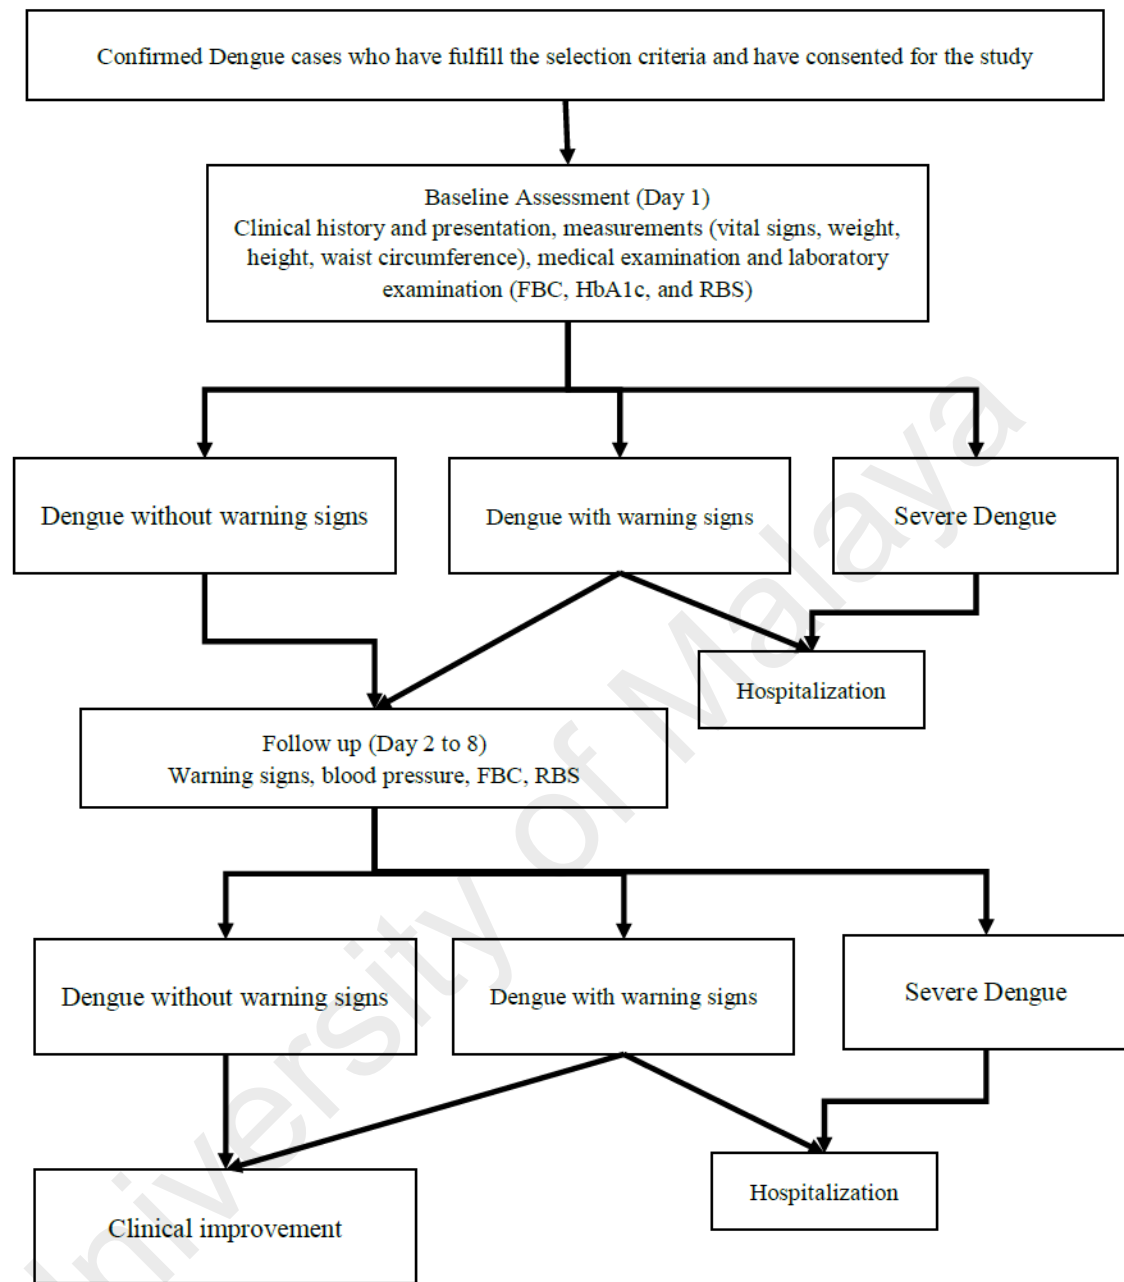 Confirmed Dengue cases who have fulfill the selection criteria and have consented for the study
Baseline Assessment (Day 1)
Clinical history and presentation, measurements (vital signs, weight,
height, waist circumference), medical examination and laboratory
examination (FBC, HbA1c, and RBS)
Dengue without warning signs
Dengue with warning signs
Severe Dengue
Hospitalization
Follow up (Day 2 to 8)
Warning signs, blood pressure, FBC, RBS
Dengue without warning signs
Dengue with warning signs
Severe Dengue
Hospitalization
Clinical improvement
niversity of Malaya